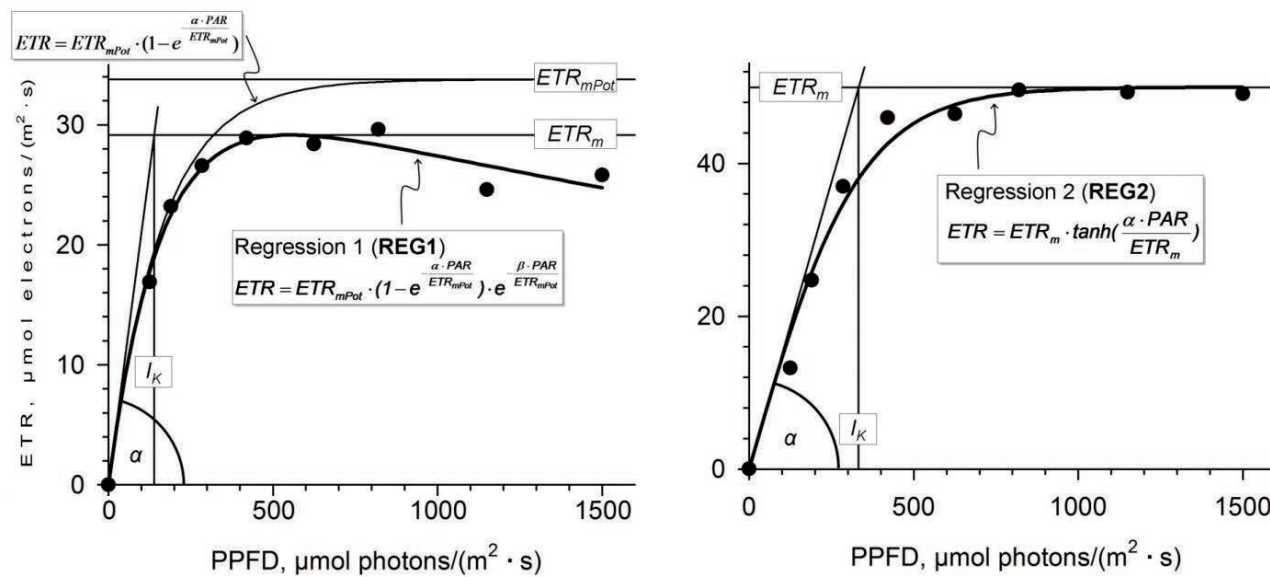 ETR = ETR_mPot · (1 − e^(−α · PAR / ETR_mPot))
ETR_mPot
ETR_m
30
20
10
0
ETR, µmol electrons/(m² · s)
Regression 1 (REG1)
ETR = ETR_mPot · (1 − e^(−α · PAR / ETR_mPot)) · e^(−β · PAR / ETR_mPot)
I_K
α
0 500 1000 1500
PPFD, µmol photons/(m² · s)
ETR_m
40
20
0
Regression 2 (REG2)
ETR = ETR_m · tanh(α · PAR / ETR_m)
I_K
α
0 500 1000 1500
PPFD, µmol photons/(m² · s)